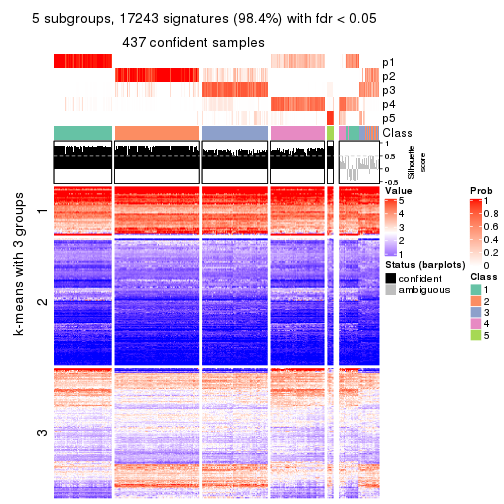 5 subgroups, 17243 signatures (98.4%) with fdr < 0.05
437 confident samples
p1
p2
p3
p4
p5
Class
1
0.5
0
-0.5
Silhouette
score
k-means with 3 groups
1
2
3
Value
5
4
3
2
1
Status (barplots)
confident
ambiguous
Prob
1
0.8
0.6
0.4
0.2
0
Class
1
2
3
4
5